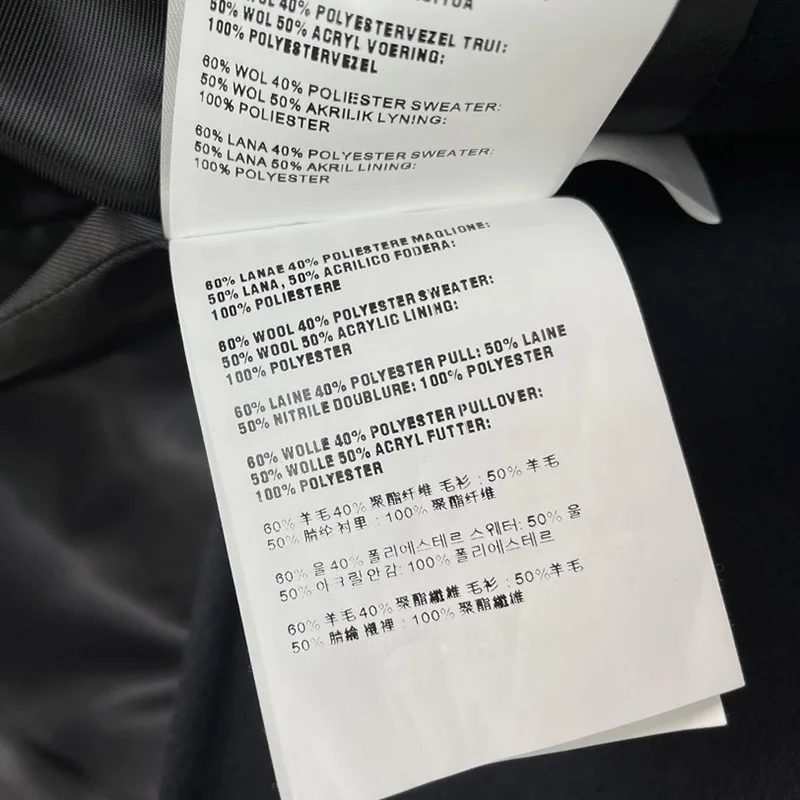 40% POLYESTERVEZEL TRUI:
50% WOL 50% ACRYL VOERING:
100% POLYESTERVEZEL
60% WOL 40% POLIESTER SWEATER:
50% WOL 50% AKRILIK LYNING:
100% POLIESTER
60% LANA 40% POLYESTER SWEATER:
50% LANA 50% AKRIL LINING:
100% POLYESTER
60% LANAE 40% POLIESTERE MAGLIONE:
50% LANA, 50% ACRILICO FODERA:
100% POLIESTERE
60% WOOL 40% POLYESTER SWEATER:
50% WOOL 50% ACRYLIC LINING:
100% POLYESTER
60% LAINE 40% POLYESTER PULL: 50% LAINE
50% NITRILE DOUBLURE: 100% POLYESTER
60% WOLLE 40% POLYESTER PULLOVER:
50% WOLLE 50% ACRYL FUTTER:
100% POLYESTER
60% 羊毛40% 聚酯纤维 毛衫 : 50% 羊毛
50% 腈纶 衬里 : 100% 聚酯纤维
60% 울 40% 폴리에스테르 스웨터: 50% 울
50% 아크릴 안감: 100% 폴리에스테르
60% 羊毛40% 聚酯纖維 毛衫 : 50%羊毛
50% 腈綸 襯裡 : 100% 聚酯纖維